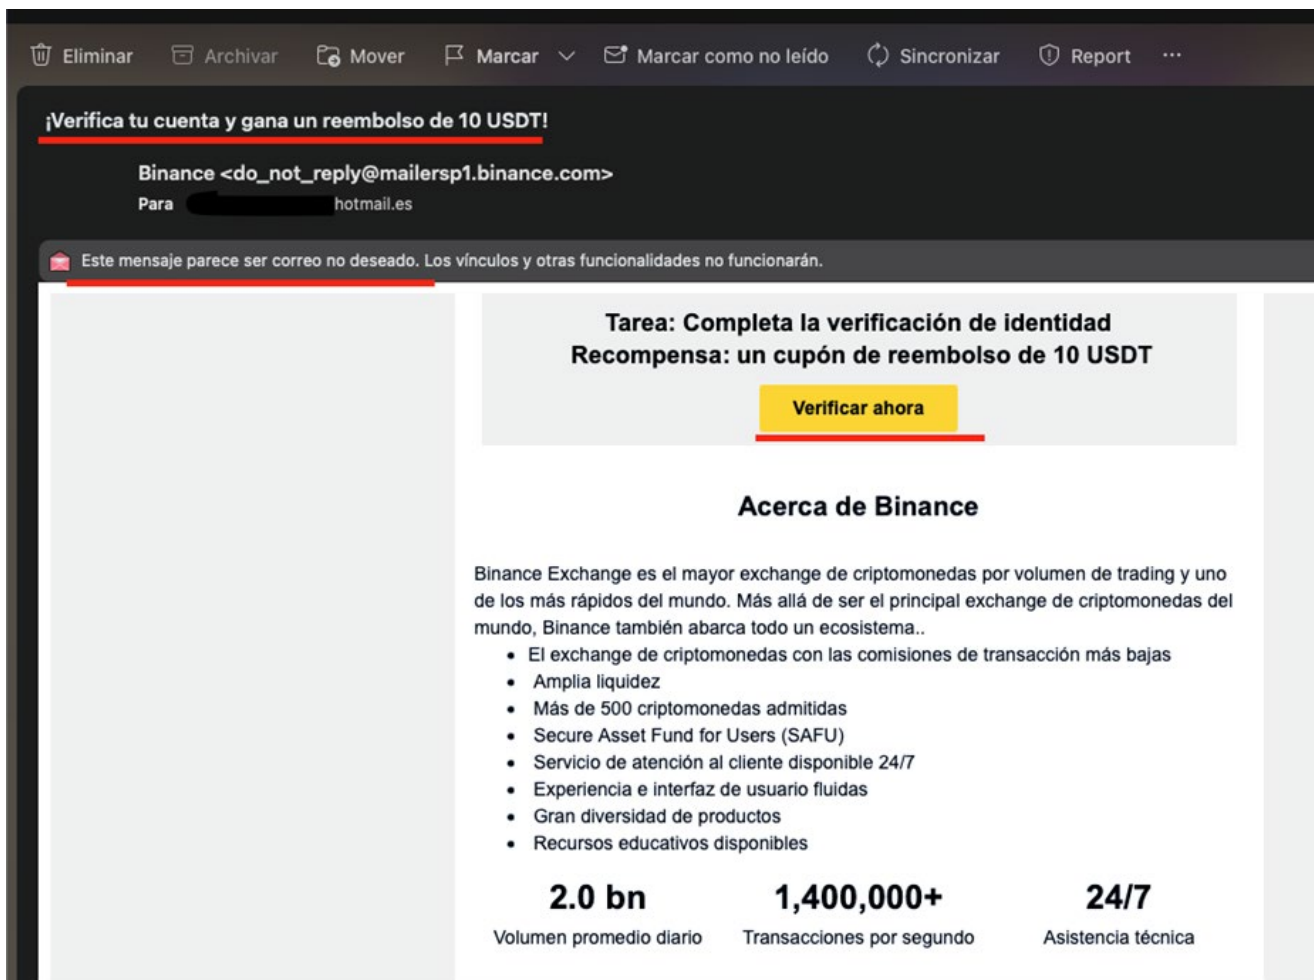 Eliminar Archivar Mover Marcar Marcar como no leído Sincronizar Report ...
¡Verifica tu cuenta y gana un reembolso de 10 USDT!
Binance <do_not_reply@mailersp1.binance.com>
Para hotmail.es
Este mensaje parece ser correo no deseado. Los vínculos y otras funcionalidades no funcionarán.
Tarea: Completa la verificación de identidad
Recompensa: un cupón de reembolso de 10 USDT
Verificar ahora
Acerca de Binance
Binance Exchange es el mayor exchange de criptomonedas por volumen de trading y uno
de los más rápidos del mundo. Más allá de ser el principal exchange de criptomonedas del
mundo, Binance también abarca todo un ecosistema..
• El exchange de criptomonedas con las comisiones de transacción más bajas
• Amplia liquidez
• Más de 500 criptomonedas admitidas
• Secure Asset Fund for Users (SAFU)
• Servicio de atención al cliente disponible 24/7
• Experiencia e interfaz de usuario fluidas
• Gran diversidad de productos
• Recursos educativos disponibles
2.0 bn 1,400,000+ 24/7
Volumen promedio diario Transacciones por segundo Asistencia técnica